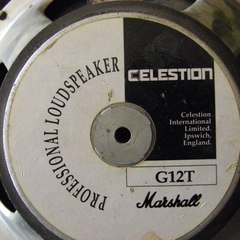 PROFESSIONAL LOUDSPEAKER
CELESTION
Celestion
International
Limited.
Ipswich,
England.
G12T
Marshall